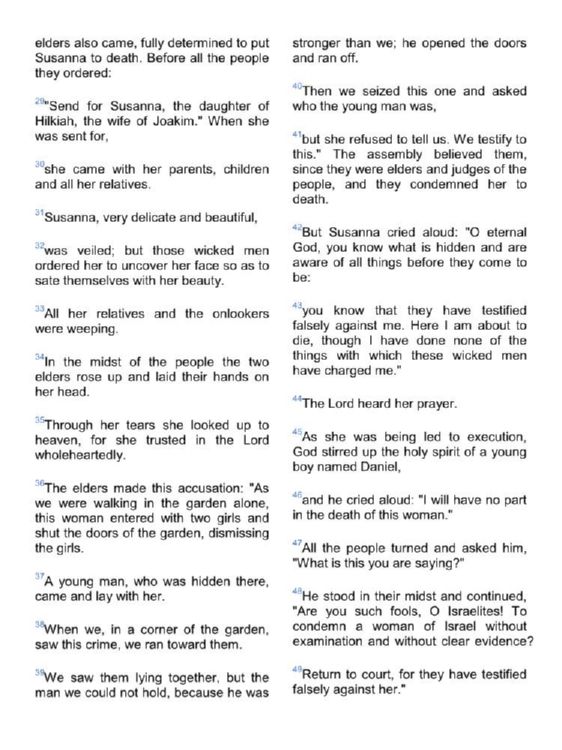 elders also came, fully determined to put
Susanna to death. Before all the people
they ordered:
29"Send for Susanna, the daughter of
Hilkiah, the wife of Joakim." When she
was sent for,
30she came with her parents, children
and all her relatives.
31Susanna, very delicate and beautiful,
32was veiled; but those wicked men
ordered her to uncover her face so as to
sate themselves with her beauty.
33All her relatives and the onlookers
were weeping.
34In the midst of the people the two
elders rose up and laid their hands on
her head.
35Through her tears she looked up to
heaven, for she trusted in the Lord
wholeheartedly.
36The elders made this accusation: "As
we were walking in the garden alone,
this woman entered with two girls and
shut the doors of the garden, dismissing
the girls.
37A young man, who was hidden there,
came and lay with her.
38When we, in a corner of the garden,
saw this crime, we ran toward them.
39We saw them lying together, but the
man we could not hold, because he was
stronger than we; he opened the doors
and ran off.
40Then we seized this one and asked
who the young man was,
41but she refused to tell us. We testify to
this." The assembly believed them,
since they were elders and judges of the
people, and they condemned her to
death.
42But Susanna cried aloud: "O eternal
God, you know what is hidden and are
aware of all things before they come to
be:
43you know that they have testified
falsely against me. Here I am about to
die, though I have done none of the
things with which these wicked men
have charged me."
44The Lord heard her prayer.
45As she was being led to execution,
God stirred up the holy spirit of a young
boy named Daniel,
46and he cried aloud: "I will have no part
in the death of this woman."
47All the people turned and asked him,
"What is this you are saying?"
48He stood in their midst and continued,
"Are you such fools, O Israelites! To
condemn a woman of Israel without
examination and without clear evidence?
49Return to court, for they have testified
falsely against her."